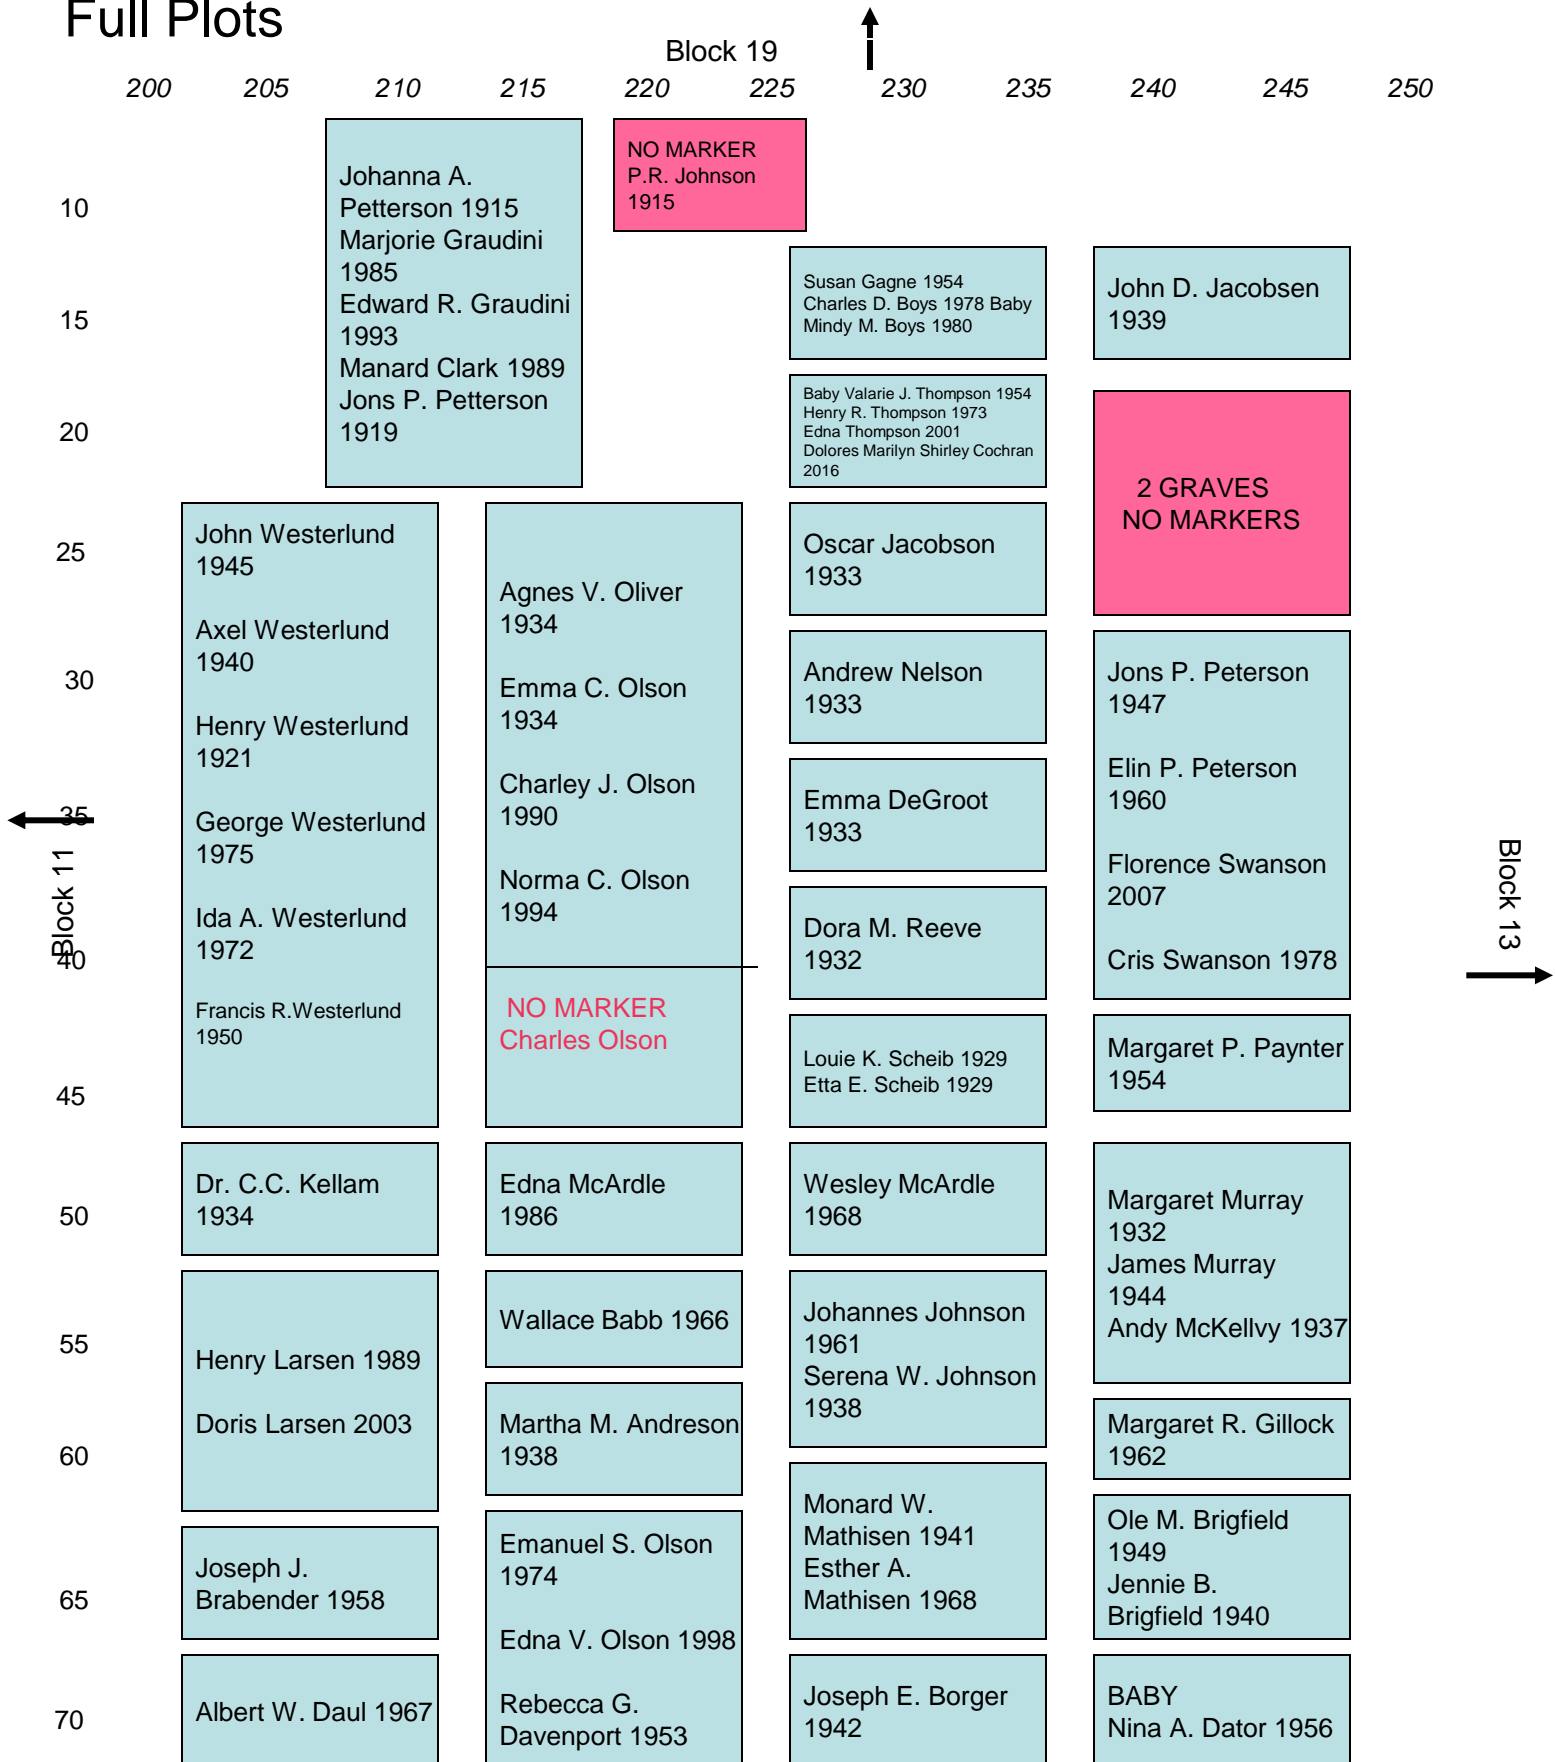 Full Plots
Block 19
200 205 210 215 220 225 230 235 240 245 250
10
15
20
25
30
35
40
45
50
55
60
65
70
Block 11
Block 13
Johanna A.
Petterson 1915
Marjorie Graudini
1985
Edward R. Graudini
1993
Manard Clark 1989
Jons P. Petterson
1919
NO MARKER
P.R. Johnson
1915
Susan Gagne 1954
Charles D. Boys 1978 Baby
Mindy M. Boys 1980
John D. Jacobsen
1939
Baby Valarie J. Thompson 1954
Henry R. Thompson 1973
Edna Thompson 2001
Dolores Marilyn Shirley Cochran
2016
2 GRAVES
NO MARKERS
John Westerlund
1945
Axel Westerlund
1940
Henry Westerlund
1921
George Westerlund
1975
Ida A. Westerlund
1972
Francis R.Westerlund
1950
Agnes V. Oliver
1934
Emma C. Olson
1934
Charley J. Olson
1990
Norma C. Olson
1994
NO MARKER
Charles Olson
Oscar Jacobson
1933
Andrew Nelson
1933
Emma DeGroot
1933
Dora M. Reeve
1932
Louie K. Scheib 1929
Etta E. Scheib 1929
Jons P. Peterson
1947
Elin P. Peterson
1960
Florence Swanson
2007
Cris Swanson 1978
Margaret P. Paynter
1954
Dr. C.C. Kellam
1934
Edna McArdle
1986
Wesley McArdle
1968
Margaret Murray
1932
James Murray
1944
Andy McKellvy 1937
Henry Larsen 1989
Doris Larsen 2003
Wallace Babb 1966
Johannes Johnson
1961
Serena W. Johnson
1938
Martha M. Andreson
1938
Margaret R. Gillock
1962
Monard W.
Mathisen 1941
Esther A.
Mathisen 1968
Ole M. Brigfield
1949
Jennie B.
Brigfield 1940
Joseph J.
Brabender 1958
Emanuel S. Olson
1974
Edna V. Olson 1998
Rebecca G.
Davenport 1953
Albert W. Daul 1967
Joseph E. Borger
1942
BABY
Nina A. Dator 1956